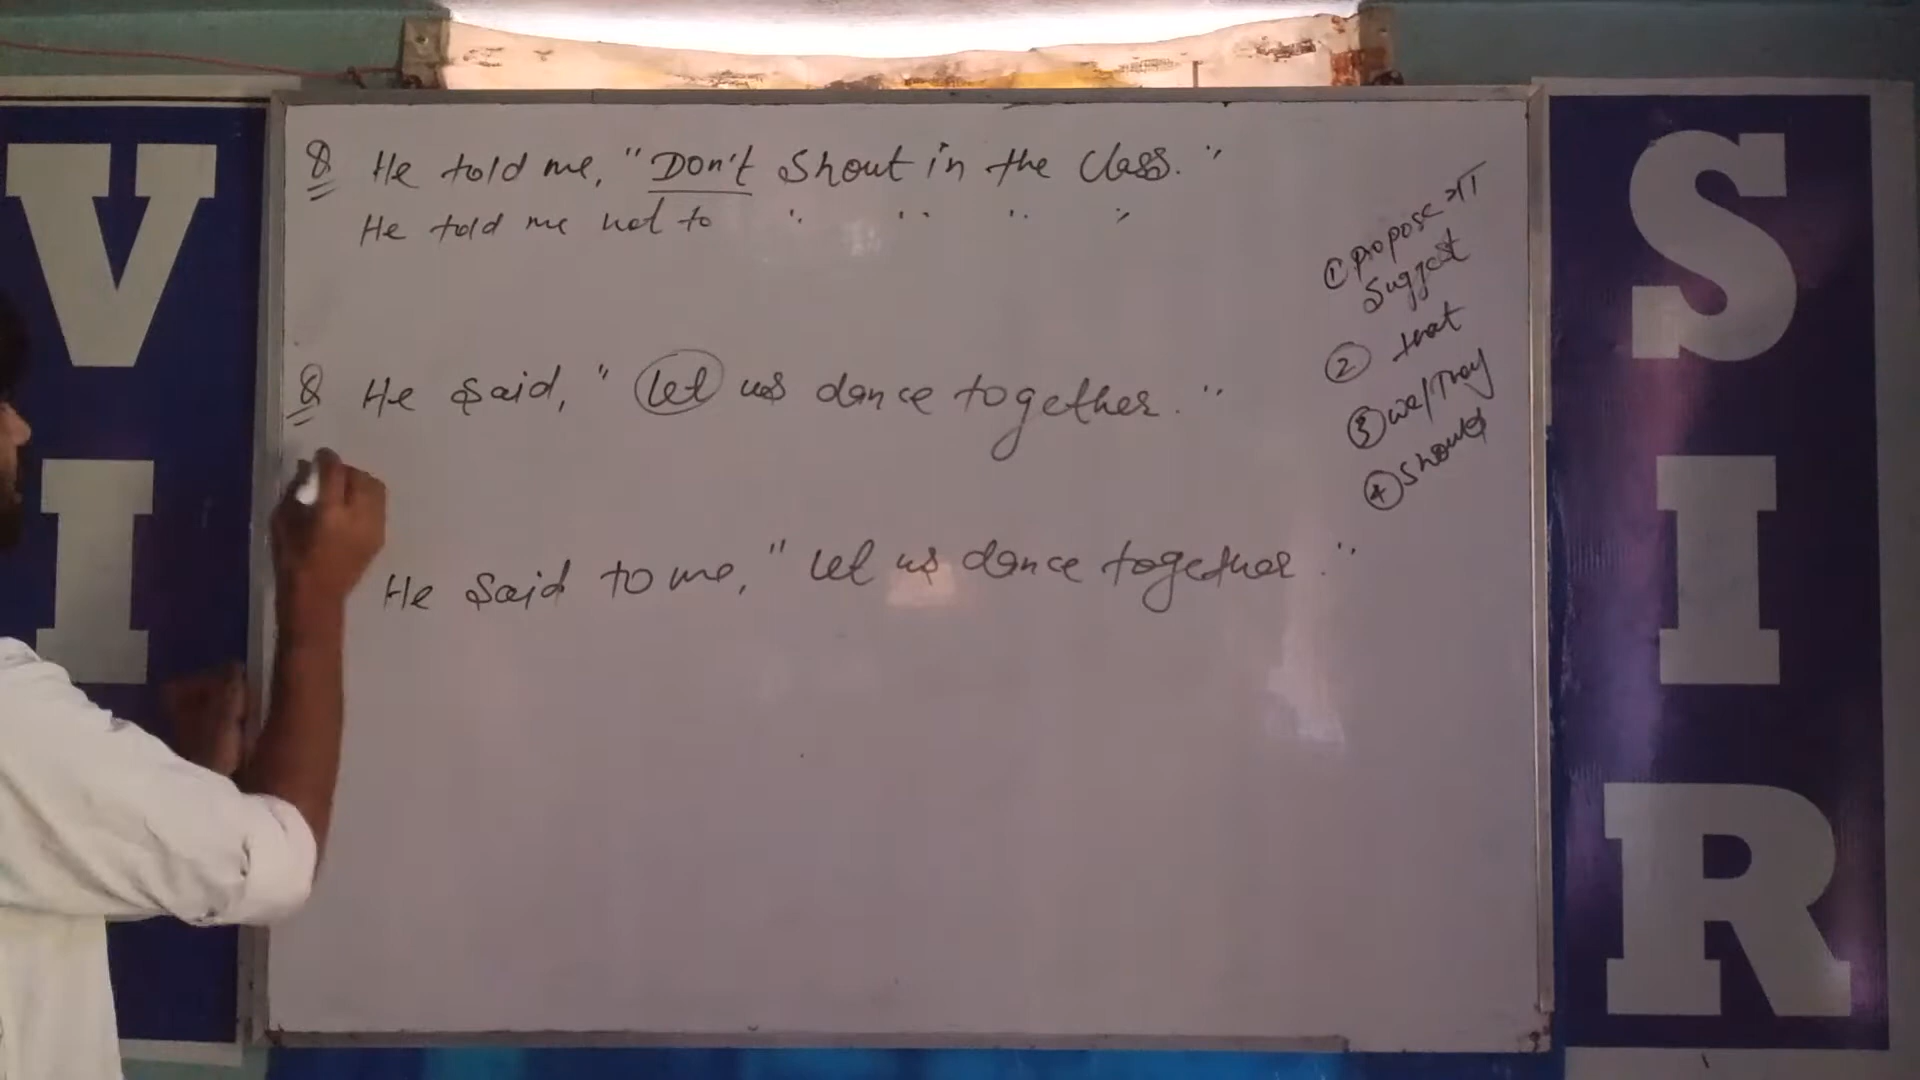 Q He told me, "Don't Shout in the Class."
He told me not to " " " "
Q He said, "Let us dance together."
He said to me, "Let us dance together."
① propose या
Suggest
② that
③ we/They
④ should
V
I
S
I
R